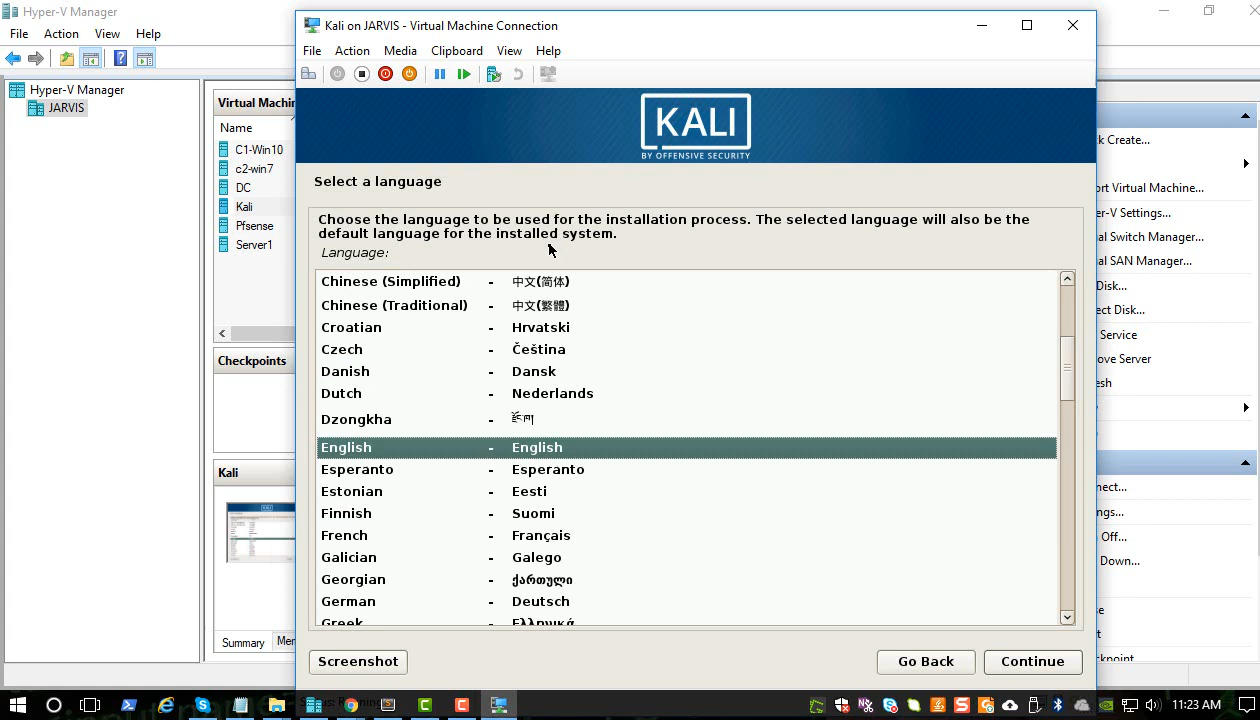 Hyper-V Manager
File Action View Help
Hyper-V Manager
JARVIS
Virtual Machin
Name
C1-Win10
c2-win7
DC
Kali
Pfsense
Server1
Checkpoints
Kali
Summary Mem
Kali on JARVIS - Virtual Machine Connection
File Action Media Clipboard View Help
KALI
BY OFFENSIVE SECURITY
Select a language
Choose the language to be used for the installation process. The selected language will also be the
default language for the installed system.
Language:
Chinese (Simplified) - 中文(简体)
Chinese (Traditional) - 中文(繁體)
Croatian - Hrvatski
Czech - Čeština
Danish - Dansk
Dutch - Nederlands
Dzongkha - རྫོང་ཁ།
English - English
Esperanto - Esperanto
Estonian - Eesti
Finnish - Suomi
French - Français
Galician - Galego
Georgian - ქართული
German - Deutsch
Greek - Ελληνικά
Screenshot Go Back Continue
k Create...
ort Virtual Machine...
er-V Settings...
al Switch Manager...
al SAN Manager...
Disk...
ect Disk...
Service
ove Server
esh
nect...
ngs...
Off...
Down...
e
t
ckpoint
11:23 AM